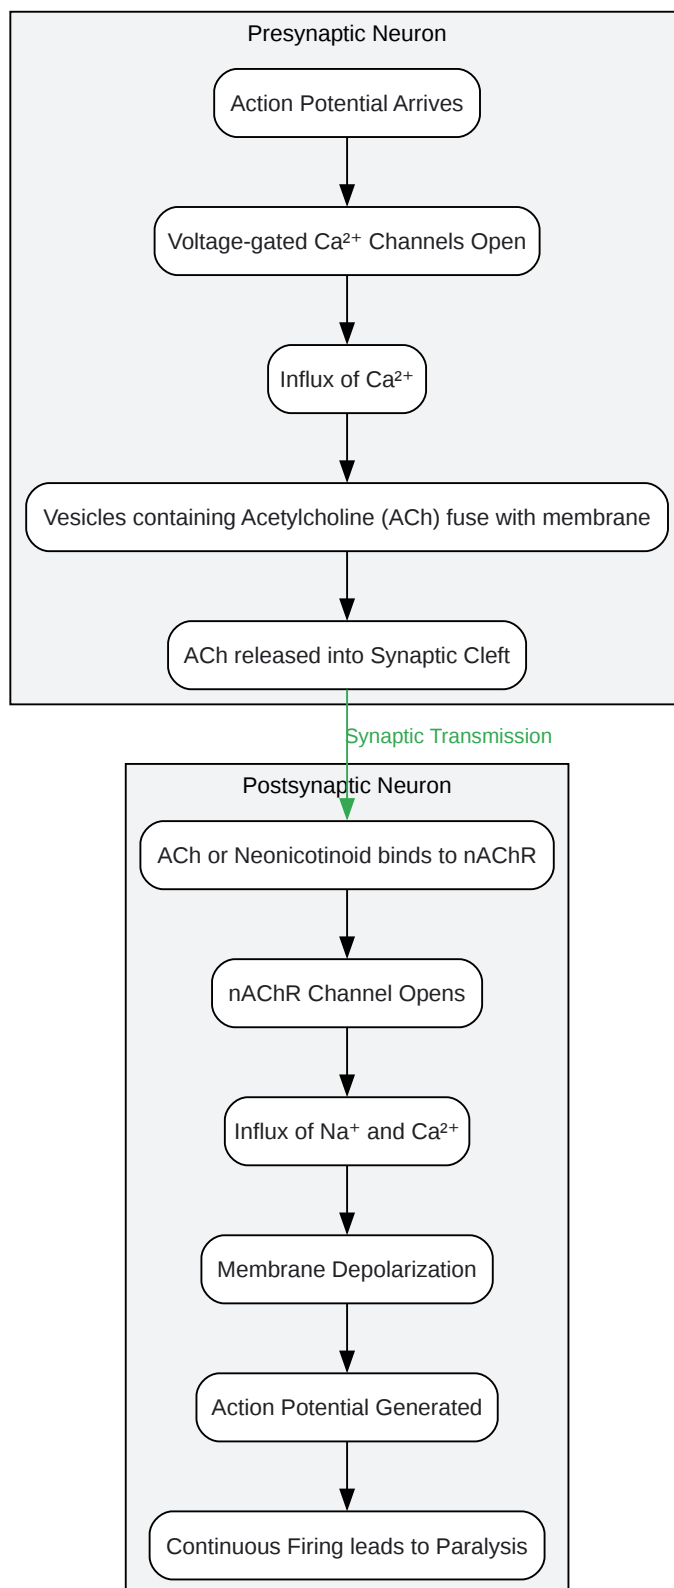 Presynaptic Neuron
Action Potential Arrives
Voltage-gated Ca²⁺ Channels Open
Influx of Ca²⁺
Vesicles containing Acetylcholine (ACh) fuse with membrane
ACh released into Synaptic Cleft
Synaptic Transmission
Postsynaptic Neuron
ACh or Neonicotinoid binds to nAChR
nAChR Channel Opens
Influx of Na⁺ and Ca²⁺
Membrane Depolarization
Action Potential Generated
Continuous Firing leads to Paralysis